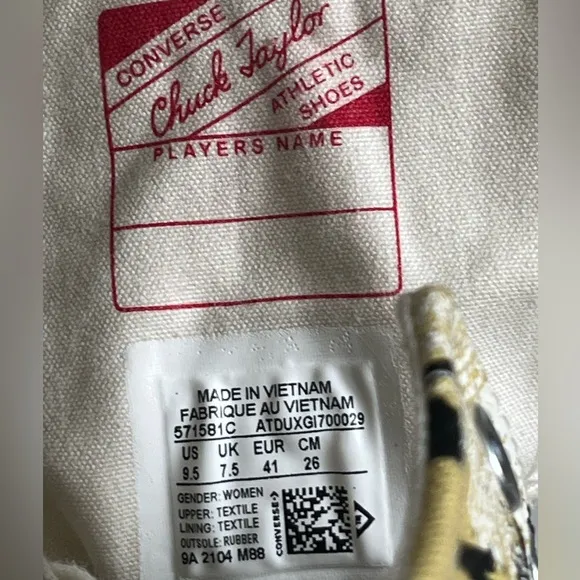 CONVERSE
Chuck Taylor
ATHLETIC
SHOES
PLAYERS NAME
MADE IN VIETNAM
FABRIQUE AU VIETNAM
571581C ATDUXGI700029
US UK EUR CM
9.5 7.5 41 26
GENDER: WOMEN
UPPER: TEXTILE
LINING: TEXTILE
OUTSOLE: RUBBER
9A 2104 M88
CONVERSE